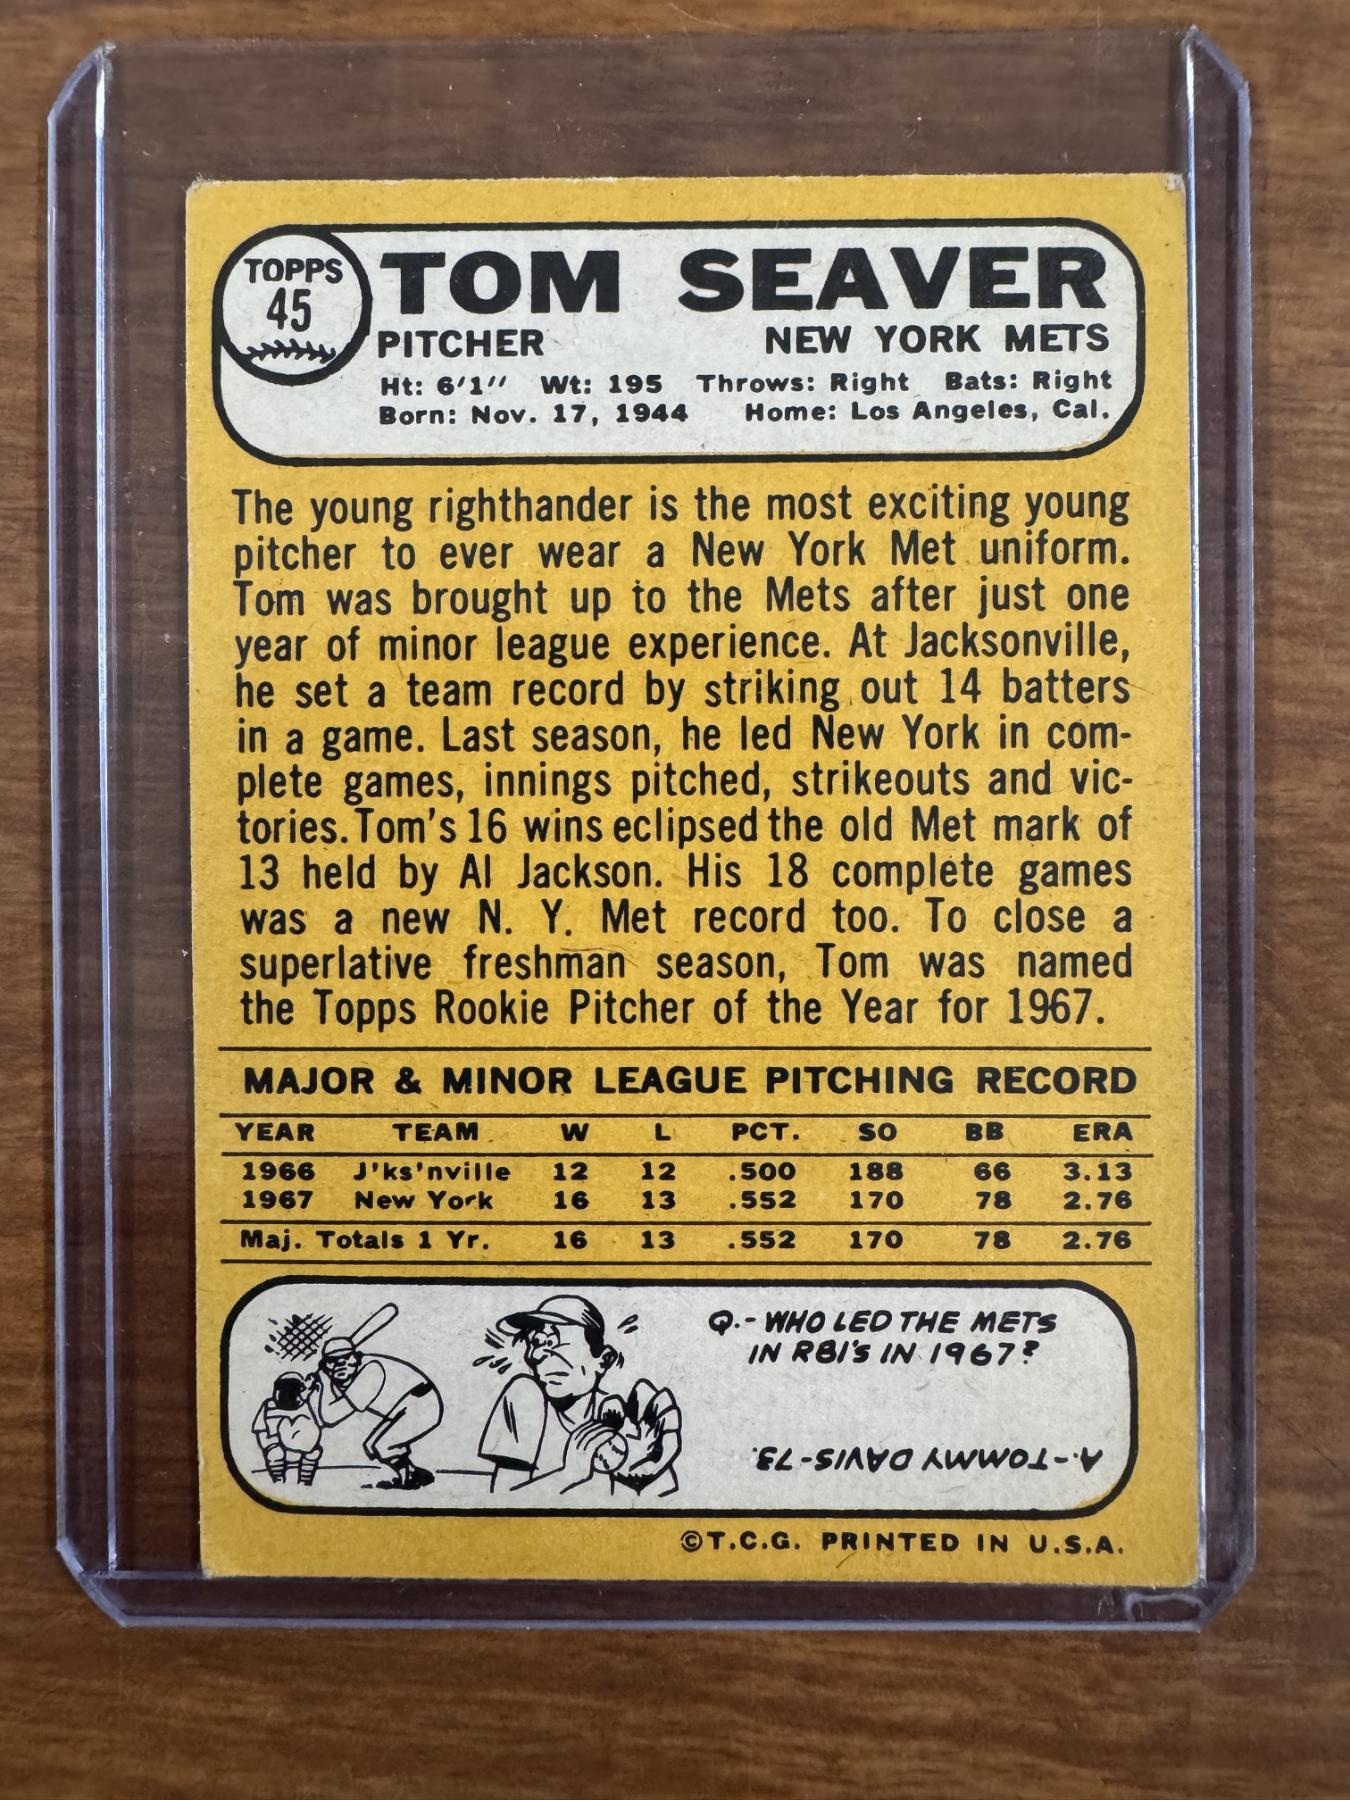 TOPPS
45
TOM SEAVER
PITCHER NEW YORK METS
Ht: 6'1" Wt: 195 Throws: Right Bats: Right
Born: Nov. 17, 1944 Home: Los Angeles, Cal.
The young righthander is the most exciting young
pitcher to ever wear a New York Met uniform.
Tom was brought up to the Mets after just one
year of minor league experience. At Jacksonville,
he set a team record by striking out 14 batters
in a game. Last season, he led New York in com-
plete games, innings pitched, strikeouts and vic-
tories. Tom's 16 wins eclipsed the old Met mark of
13 held by Al Jackson. His 18 complete games
was a new N. Y. Met record too. To close a
superlative freshman season, Tom was named
the Topps Rookie Pitcher of the Year for 1967.
MAJOR & MINOR LEAGUE PITCHING RECORD
YEAR TEAM W L PCT. SO BB ERA
1966 J'ks'nville 12 12 .500 188 66 3.13
1967 New York 16 13 .552 170 78 2.76
Maj. Totals 1 Yr. 16 13 .552 170 78 2.76
Q.- WHO LED THE METS
IN RBI'S IN 1967?
A.- TOMMY DAVIS-73.
©T.C.G. PRINTED IN U.S.A.